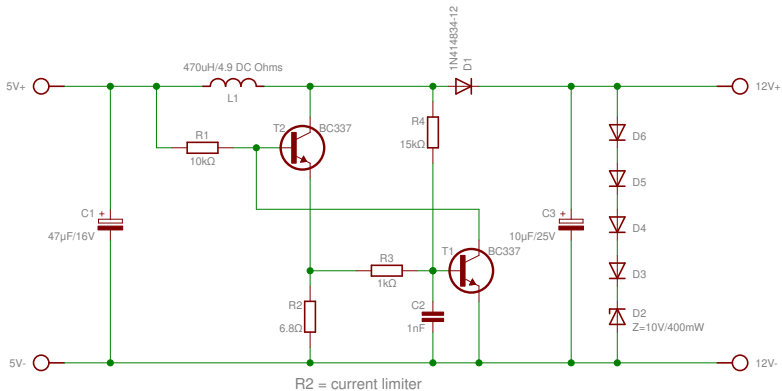 1N414834-12
D1
470uH/4.9 DC Ohms
L1
5V+
12V+
R1
10kΩ
T2
BC337
R4
15kΩ
D6
D5
C1
+
47µF/16V
C3
+
10µF/25V
D4
T1
BC337
R3
1kΩ
D3
R2
6.8Ω
C2
1nF
D2
Z=10V/400mW
5V-
12V-
R2 = current limiter